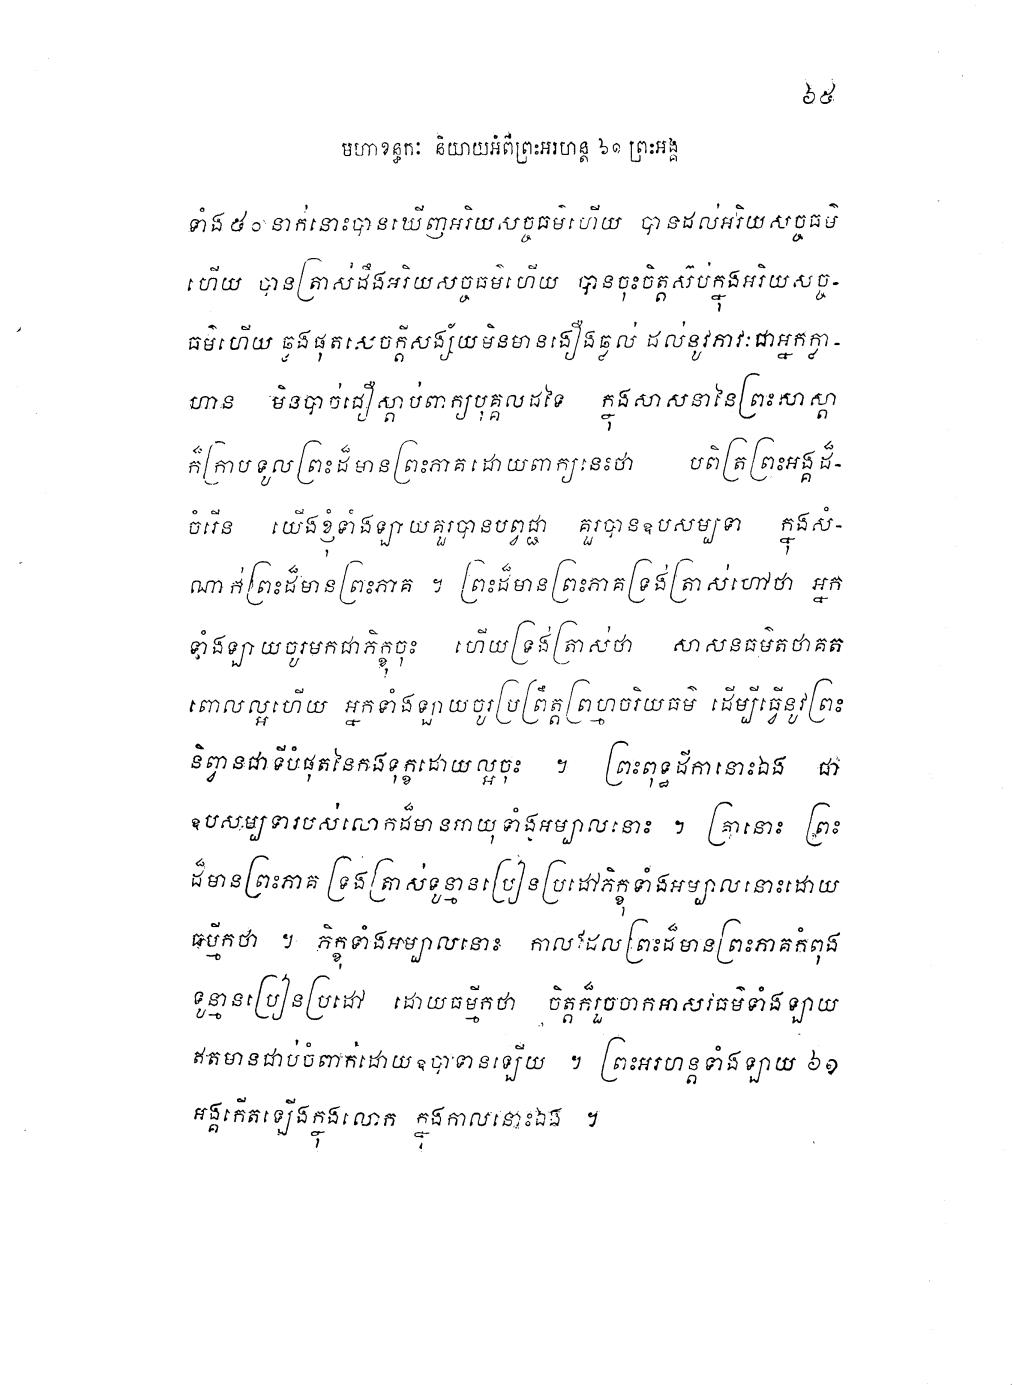 ៦៥
មហាខន្ធកៈ និយាយអំពីព្រះអរហន្ត ៦១ ព្រះអង្គ
ទាំង៥០នាក់នោះបានឃើញអរិយសច្ចធម៌ហើយ បានដល់អរិយសច្ចធម៌
ហើយ បានត្រាស់ដឹងអរិយសច្ចធម៌ហើយ បានចុះចិត្តស៊ប់ក្នុងអរិយសច្ច-
ធម៌ហើយ ឆ្លងផុតសេចក្តីសង្ស័យមិនមានងឿងឆ្ងល់ ដល់នូវភាវៈជាអ្នកក្លា-
ហាន មិនបាច់ជឿស្តាប់ពាក្យបុគ្គលដទៃ ក្នុងសាសនានៃព្រះសាស្តា
ក៏ក្រាបទូលព្រះដ៏មានព្រះភាគដោយពាក្យនេះថា បពិត្រព្រះអង្គដ៏-
ចំរើន យើងខ្ញុំទាំងឡាយគួរបានបព្វជ្ជា គួរបានឧបសម្បទា ក្នុងសំ-
ណាក់ព្រះដ៏មានព្រះភាគ ។ ព្រះដ៏មានព្រះភាគទ្រង់ត្រាស់ហៅថា អ្នក
ទាំងឡាយចូរមកជាភិក្ខុចុះ ហើយទ្រង់ត្រាស់ថា សាសនធម៌តថាគត
ពោលល្អហើយ អ្នកទាំងឡាយចូរប្រព្រឹត្តព្រហ្មចរិយធម៌ ដើម្បីធ្វើនូវព្រះ
និព្វានជាទីបំផុតនៃកងទុក្ខដោយល្អចុះ ។ ព្រះពុទ្ធដីកានោះឯង ជា
ឧបសម្បទារបស់លោកដ៏មានអាយុទាំងអម្បាលនោះ ។ គ្រានោះ ព្រះ
ដ៏មានព្រះភាគ ទ្រង់ត្រាស់ទូន្មានប្រៀនប្រដៅភិក្ខុទាំងអម្បាលនោះដោយ
ធម្មីកថា ។ ភិក្ខុទាំងអម្បាលនោះ កាលដែលព្រះដ៏មានព្រះភាគកំពុង
ទូន្មានប្រៀនប្រដៅ ដោយធម្មីកថា ចិត្តក៏រួចចាកអាសវធម៌ទាំងឡាយ
ឥតមានជាប់ចំពាក់ដោយឧបាទានឡើយ ។ ព្រះអរហន្តទាំងឡាយ ៦១
អង្គកើតឡើងក្នុងលោក ក្នុងកាលនោះឯង ។